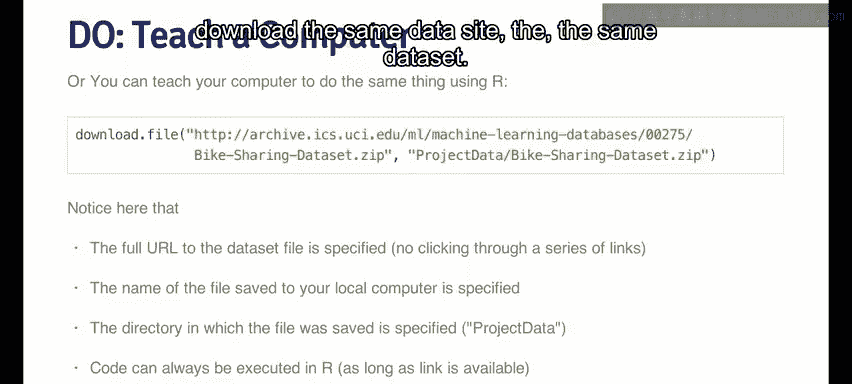 DO: Teach a Computer
download the same data site, the, the same
dataset.
Or You can teach your computer to do the same thing using R:
download.file("http://archive.ics.uci.edu/ml/machine-learning-databases/00275/
Bike-Sharing-Dataset.zip", "ProjectData/Bike-Sharing-Dataset.zip")
Notice here that
· The full URL to the dataset file is specified (no clicking through a series of links)
· The name of the file saved to your local computer is specified
· The directory in which the file was saved is specified ("ProjectData")
· Code can always be executed in R (as long as link is available)